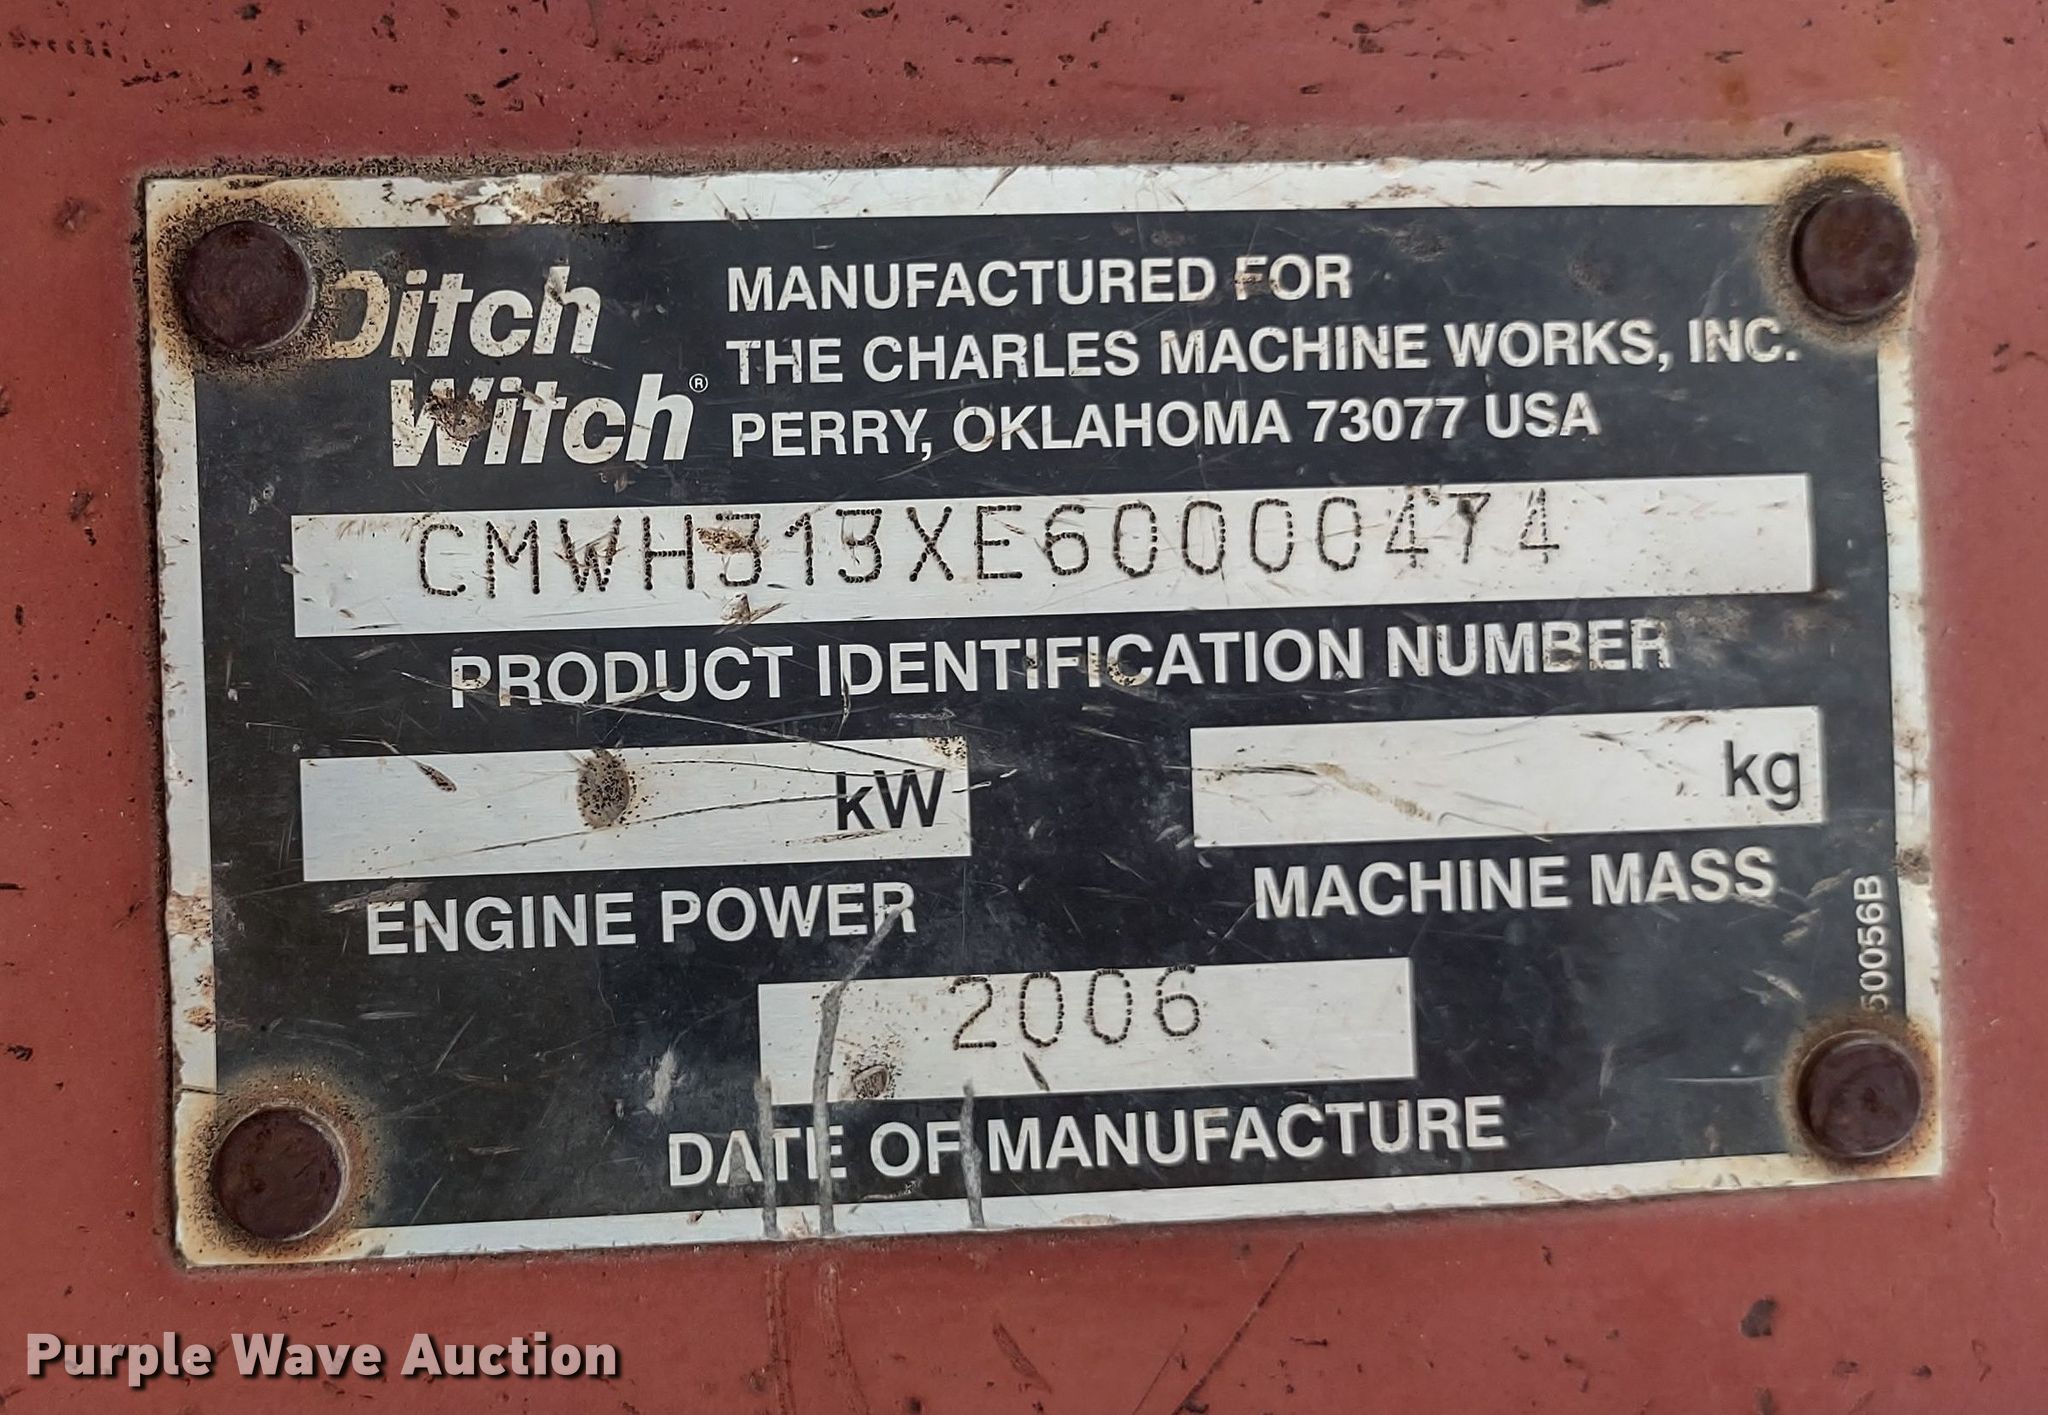 Ditch
Witch®
MANUFACTURED FOR
THE CHARLES MACHINE WORKS, INC.
PERRY, OKLAHOMA 73077 USA
CMWH313XE60000474
PRODUCT IDENTIFICATION NUMBER
kW
ENGINE POWER
kg
MACHINE MASS
2006
DATE OF MANUFACTURE
Purple Wave Auction